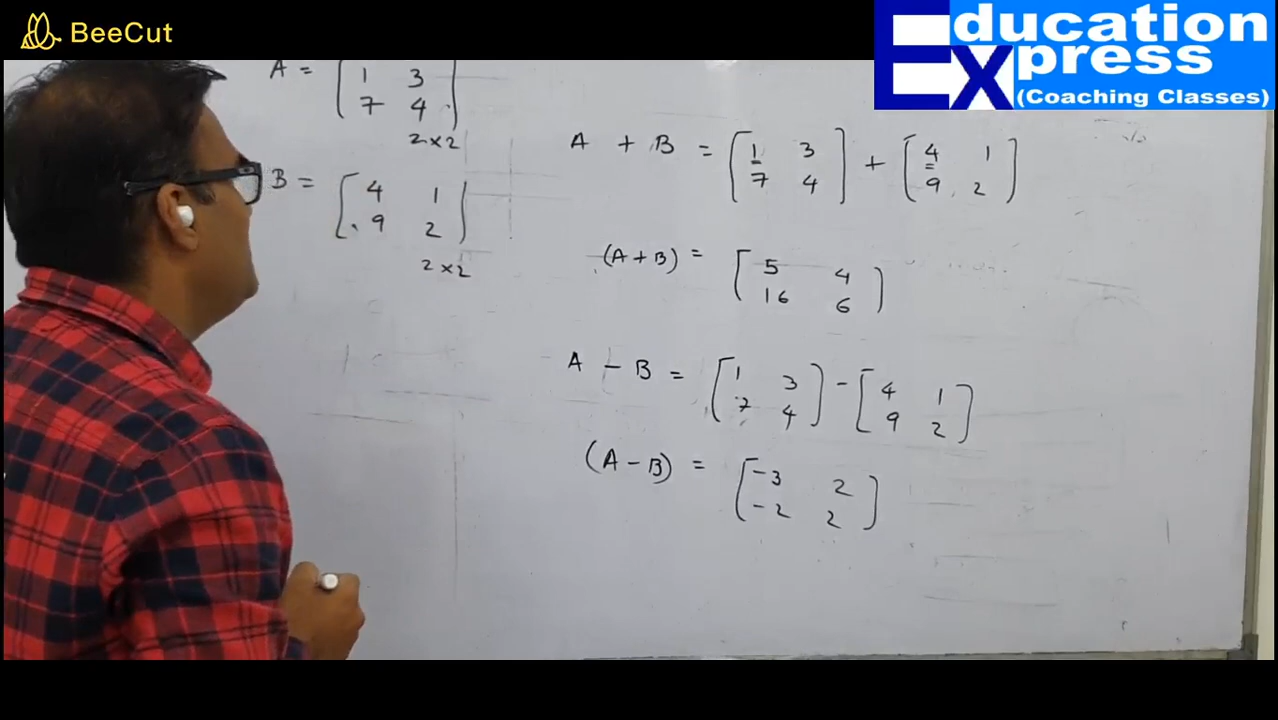 BeeCut
Education
Express
(Coaching Classes)
A = [1 3
7 4]
2×2
B = [4 1
9 2]
2×2
A + B = [1 3 + [4 1
7 4] 9 2]
(A+B) = [5 4
16 6]
A - B = [1 3 - [4 1
7 4] 9 2]
(A-B) = [-3 2
-2 2]